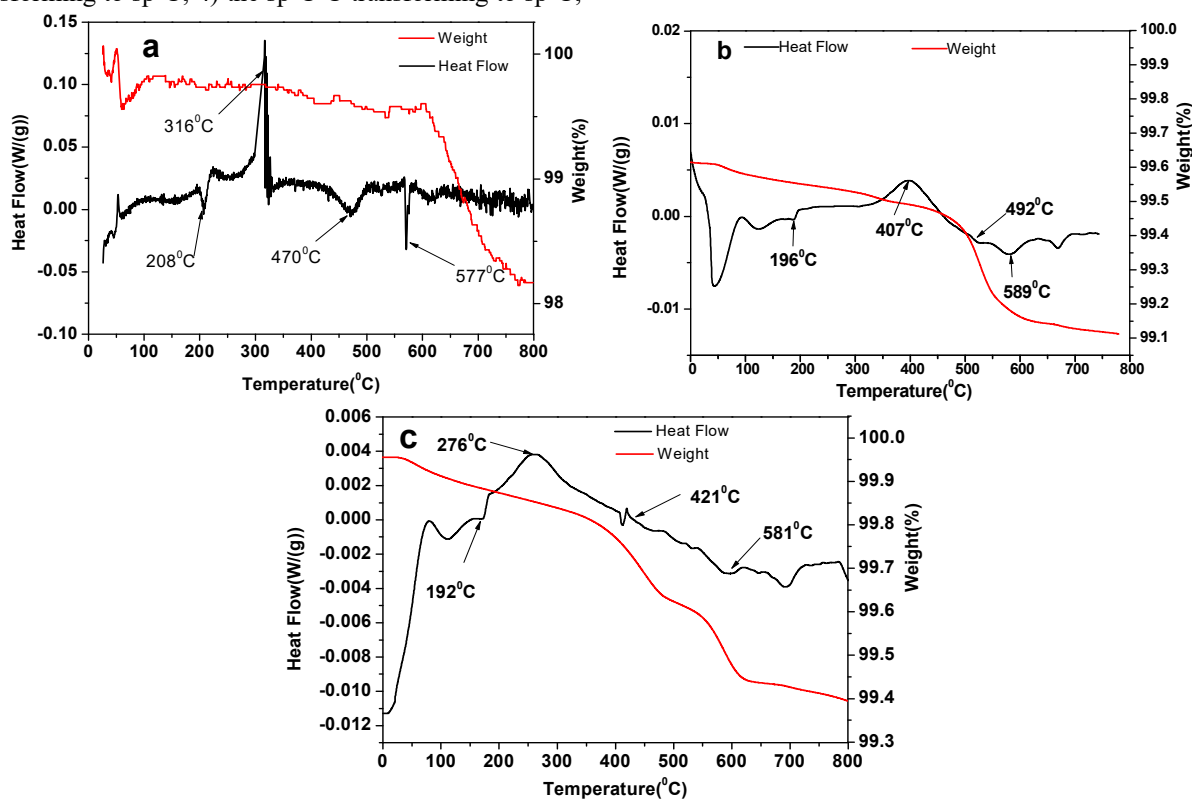 a
Weight
Heat Flow
316⁰C
208⁰C
470⁰C
577⁰C
0.15
0.10
0.05
0.00
-0.05
-0.10
100
99
98
0 100 200 300 400 500 600 700 800
Heat Flow(W/(g))
Weight(%)
Temperature(⁰C)
b
Heat Flow
Weight
196⁰C
407⁰C
492⁰C
589⁰C
0.02
0.01
0.00
-0.01
100.0
99.9
99.8
99.7
99.6
99.5
99.4
99.3
99.2
99.1
0 100 200 300 400 500 600 700 800
Heat Flow(W/(g))
Weight(%)
Temperature(⁰C)
c
Heat Flow
Weight
276⁰C
192⁰C
421⁰C
581⁰C
0.006
0.004
0.002
0.000
-0.002
-0.004
-0.006
-0.008
-0.010
-0.012
100.0
99.9
99.8
99.7
99.6
99.5
99.4
99.3
0 100 200 300 400 500 600 700 800
Heat Flow(W/(g))
Weight(%)
Temperature(⁰C)